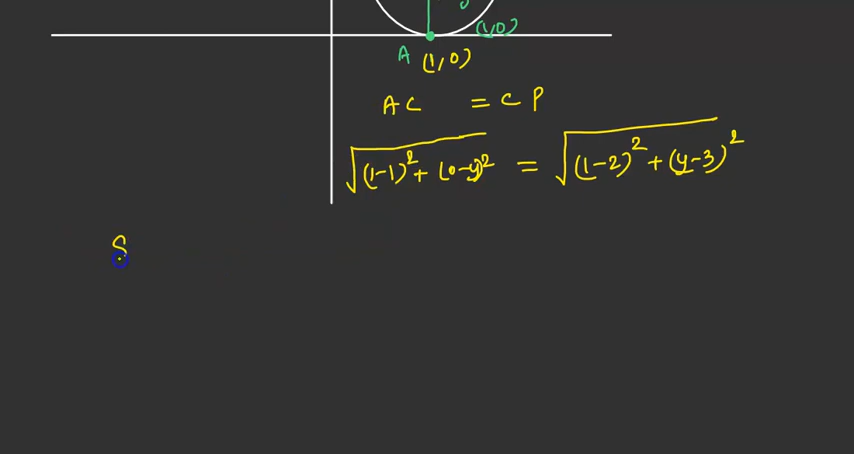 (1,0)
A (1,0)
AC = CP
√((1-1)²+(0-y)²) = √((1-2)²+(y-3)²)
S